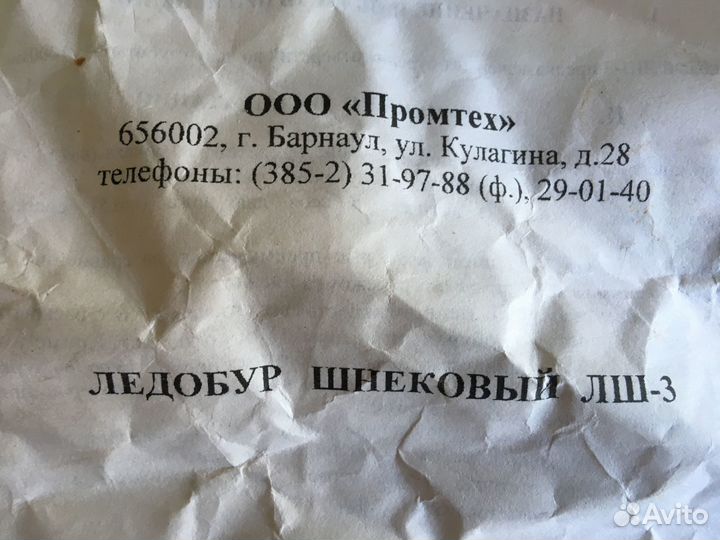 ООО «Промтех»
656002, г. Барнаул, ул. Кулагина, д.28
телефоны: (385-2) 31-97-88 (ф.), 29-01-40
ЛЕДОБУР ШНЕКОВЫЙ ЛШ-3
Avito